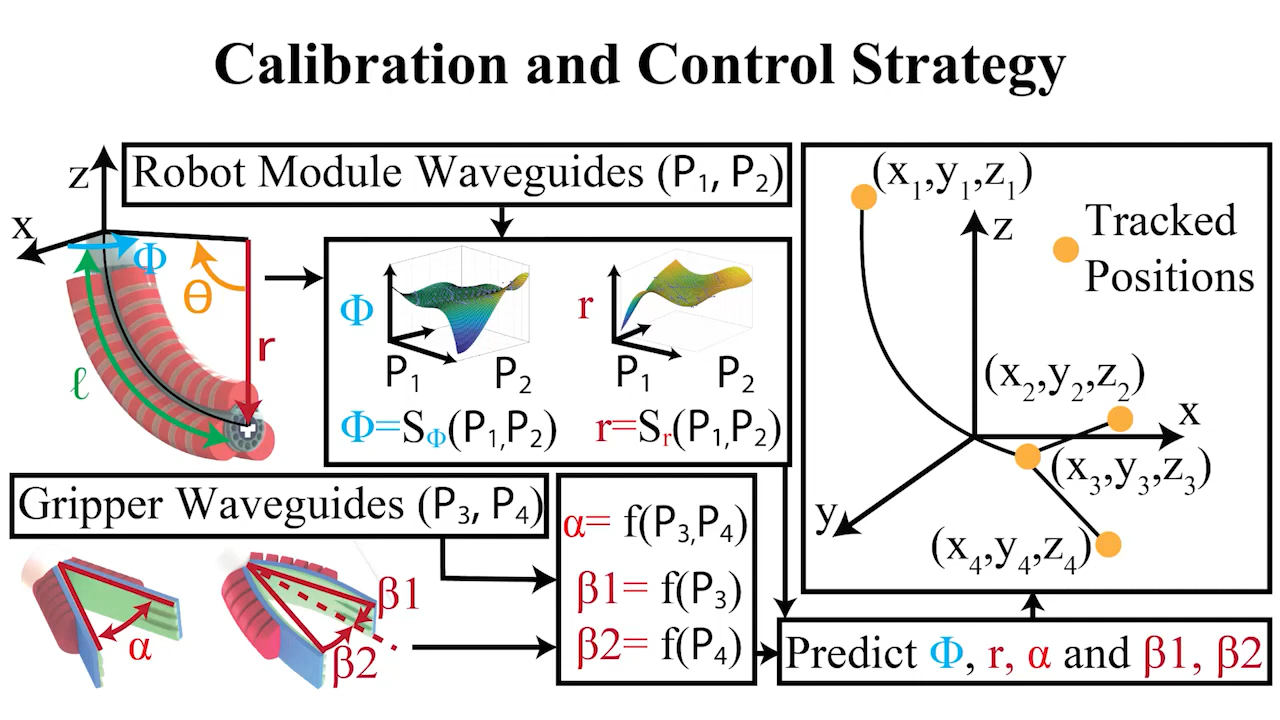 Calibration and Control Strategy
z
x
Φ
Θ
r
ℓ
Robot Module Waveguides (P₁, P₂)
Φ
P₁
P₂
r
P₁
P₂
Φ=S_Φ(P₁,P₂)
r=Sᵣ(P₁,P₂)
Gripper Waveguides (P₃, P₄)
α
β1
β2
α= f(P₃,P₄)
β1= f(P₃)
β2= f(P₄)
(x₁,y₁,z₁)
z
Tracked
Positions
(x₂,y₂,z₂)
x
(x₃,y₃,z₃)
y
(x₄,y₄,z₄)
Predict Φ, r, α and β1, β2